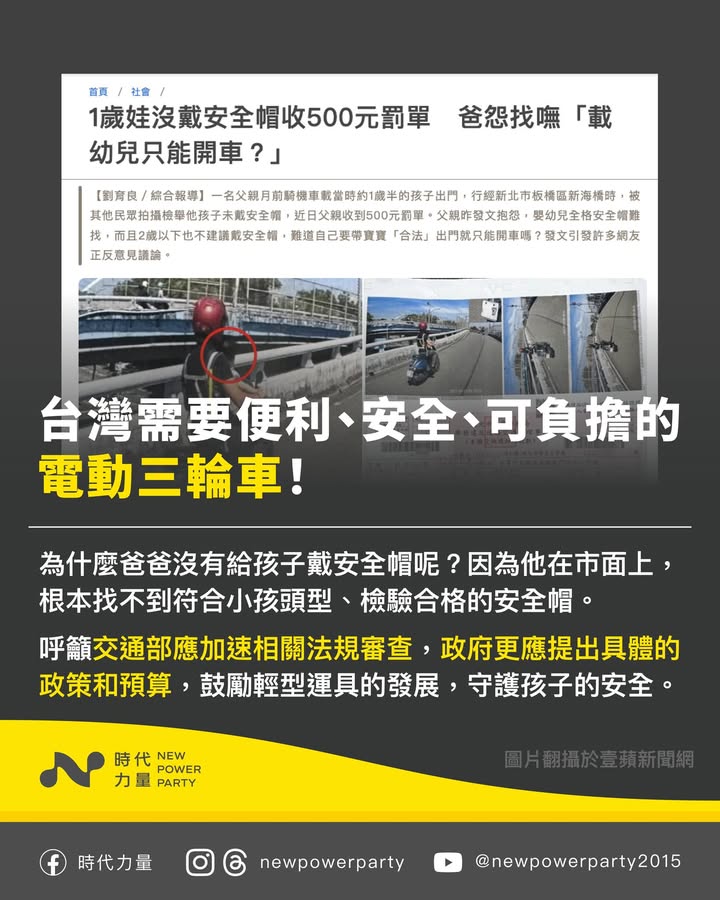 首頁 / 社會 /
1歲娃沒戴安全帽收500元罰單 爸怨找嘸「載
幼兒只能開車？」
【劉育良／綜合報導】一名父親月前騎機車載當時約1歲半的孩子出門，行經新北市板橋區新海橋時，被
其他民眾拍攝檢舉他孩子未戴安全帽，近日父親收到500元罰單。父親昨發文抱怨，嬰幼兒全格安全帽難
找，而且2歲以下也不建議戴安全帽，難道自己要帶寶寶「合法」出門就只能開車嗎？發文引發許多網友
正反意見議論。
台灣需要便利、安全、可負擔的
電動三輪車！
為什麼爸爸沒有給孩子戴安全帽呢？因為他在市面上，
根本找不到符合小孩頭型、檢驗合格的安全帽。
呼籲交通部應加速相關法規審查，政府更應提出具體的
政策和預算，鼓勵輕型運具的發展，守護孩子的安全。
圖片翻攝於壹蘋新聞網
時代 NEW
力量 POWER
PARTY
時代力量 newpowerparty @newpowerparty2015